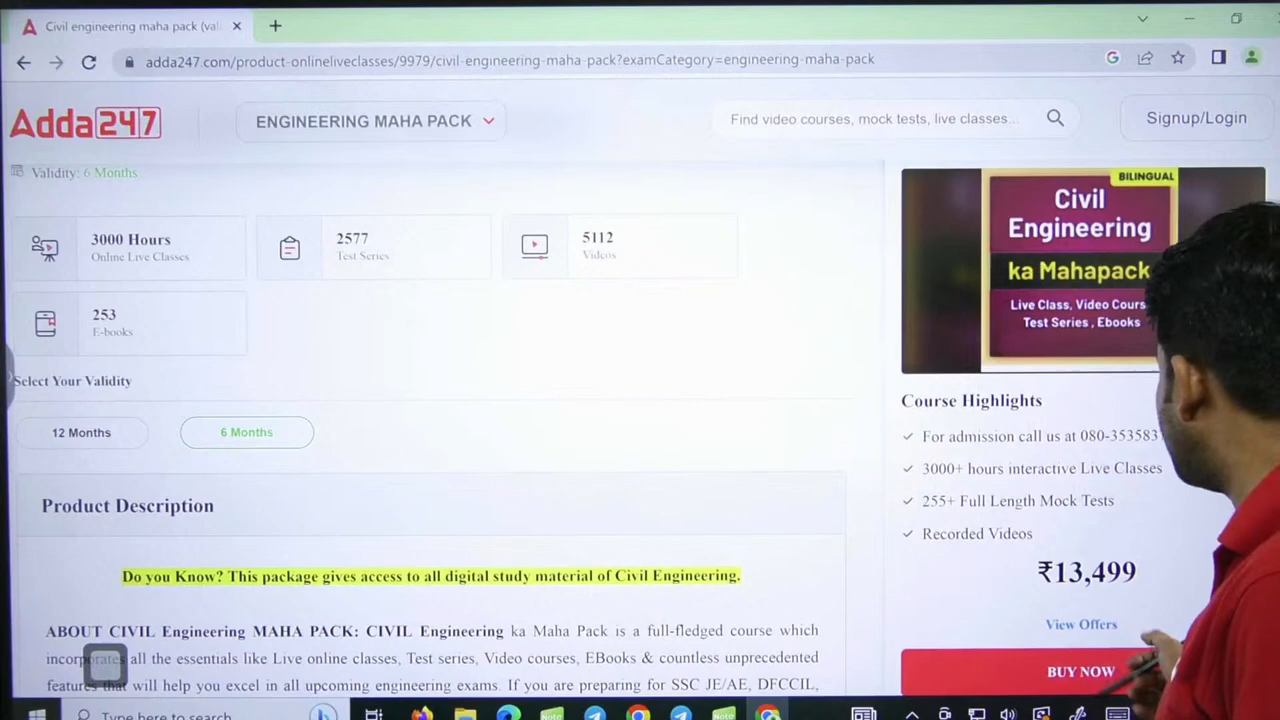 Civil engineering maha pack (val
adda247.com/product-onlineliveclasses/9979/civil-engineering-maha-pack?examCategory=engineering-maha-pack
Adda247
ENGINEERING MAHA PACK
Find video courses, mock tests, live classes...
Signup/Login
Validity: 6 Months
3000 Hours
Online Live Classes
2577
Test Series
5112
Videos
253
E-books
Select Your Validity
12 Months
6 Months
Product Description
Do you Know? This package gives access to all digital study material of Civil Engineering.
ABOUT CIVIL Engineering MAHA PACK: CIVIL Engineering ka Maha Pack is a full-fledged course which
incorporates all the essentials like Live online classes, Test series, Video courses, EBooks & countless unprecedented
features that will help you excel in all upcoming engineering exams. If you are preparing for SSC JE/AE, DFCCIL,
BILINGUAL
Civil
Engineering
ka Mahapack
Live Class, Video Cours
Test Series , Ebooks
Course Highlights
For admission call us at 080-353583
3000+ hours interactive Live Classes
255+ Full Length Mock Tests
Recorded Videos
₹13,499
View Offers
BUY NOW
Type here to search
Note
Note